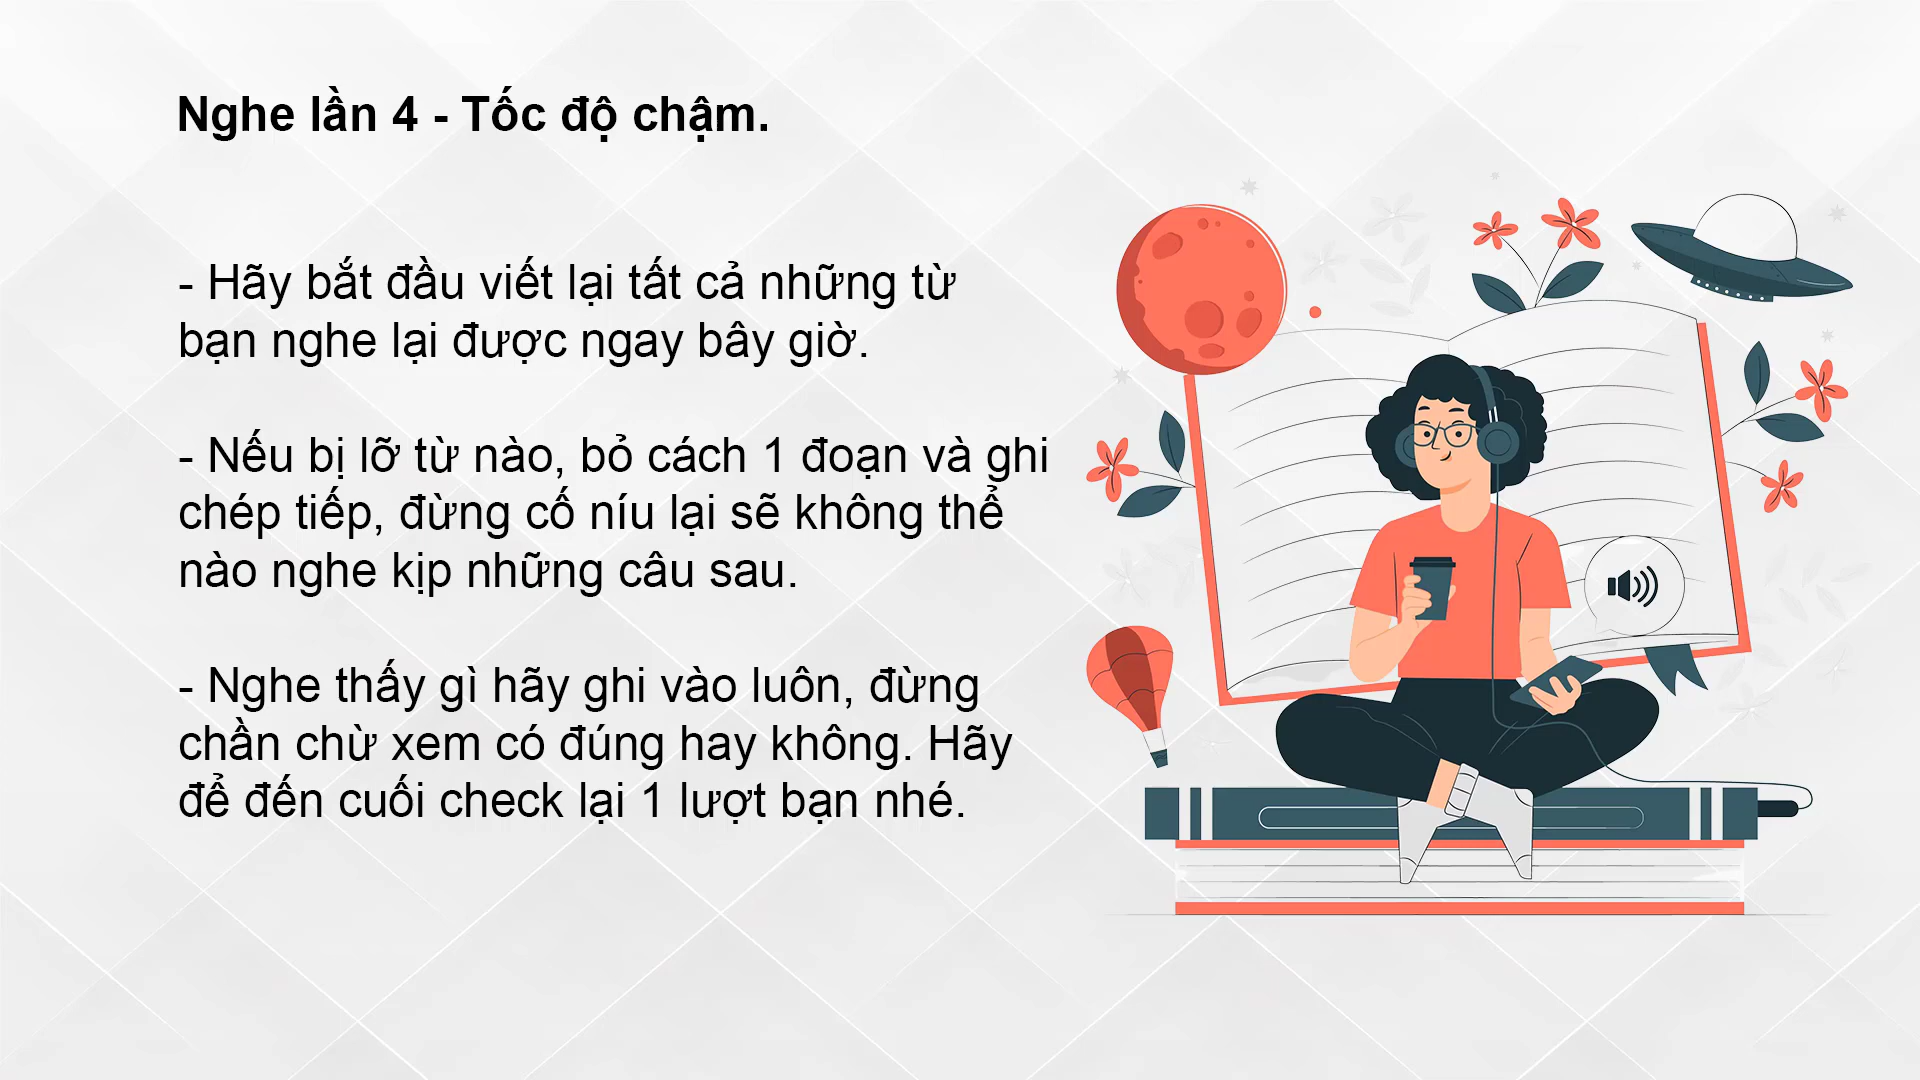 Nghe lần 4 - Tốc độ chậm.
- Hãy bắt đầu viết lại tất cả những từ
bạn nghe lại được ngay bây giờ.
- Nếu bị lỡ từ nào, bỏ cách 1 đoạn và ghi
chép tiếp, đừng cố níu lại sẽ không thể
nào nghe kịp những câu sau.
- Nghe thấy gì hãy ghi vào luôn, đừng
chần chừ xem có đúng hay không. Hãy
để đến cuối check lại 1 lượt bạn nhé.